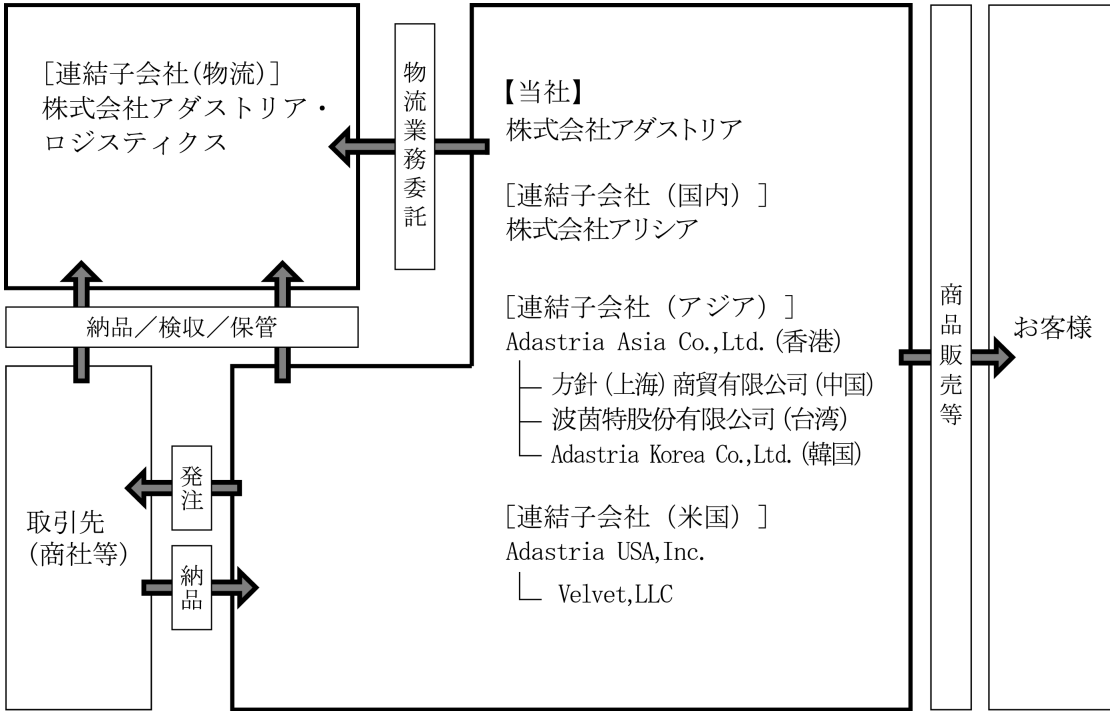 [連結子会社(物流)]
株式会社アダストリア・
ロジスティクス
物流業務委託
【当社】
株式会社アダストリア
[連結子会社（国内）]
株式会社アリシア
[連結子会社（アジア）]
Adastria Asia Co.,Ltd.(香港)
方針(上海)商貿有限公司(中国)
波茵特股份有限公司(台湾)
Adastria Korea Co.,Ltd.(韓国)
[連結子会社（米国）]
Adastria USA,Inc.
Velvet,LLC
納品／検収／保管
取引先
(商社等)
発注
納品
商品販売等
お客様